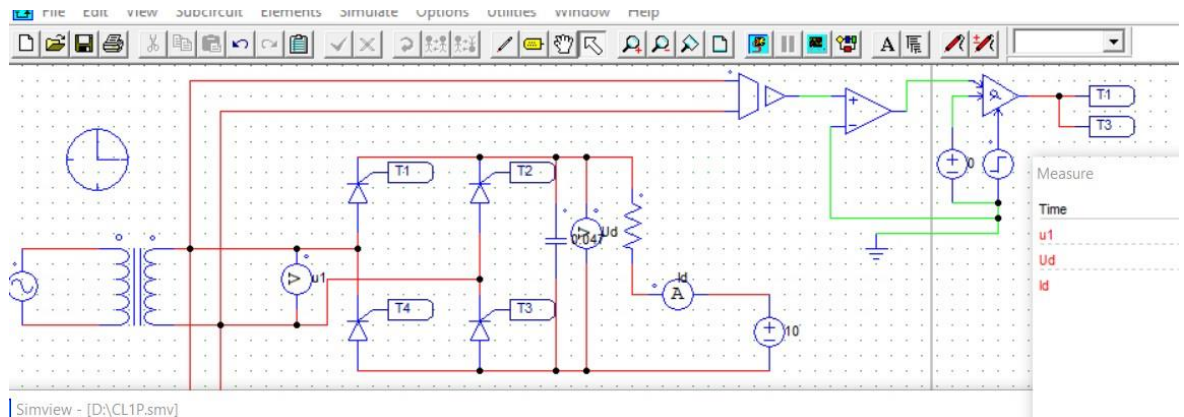 File Edit View Subcircuit Elements Simulate Options Utilities Window Help
A
T1
T3
0
Measure
Time
u1
Ud
Id
T1
T2
V
u1
0.047
V
Ud
T4
T3
Id
A
10
Simview - [D:\CL1P.smv]